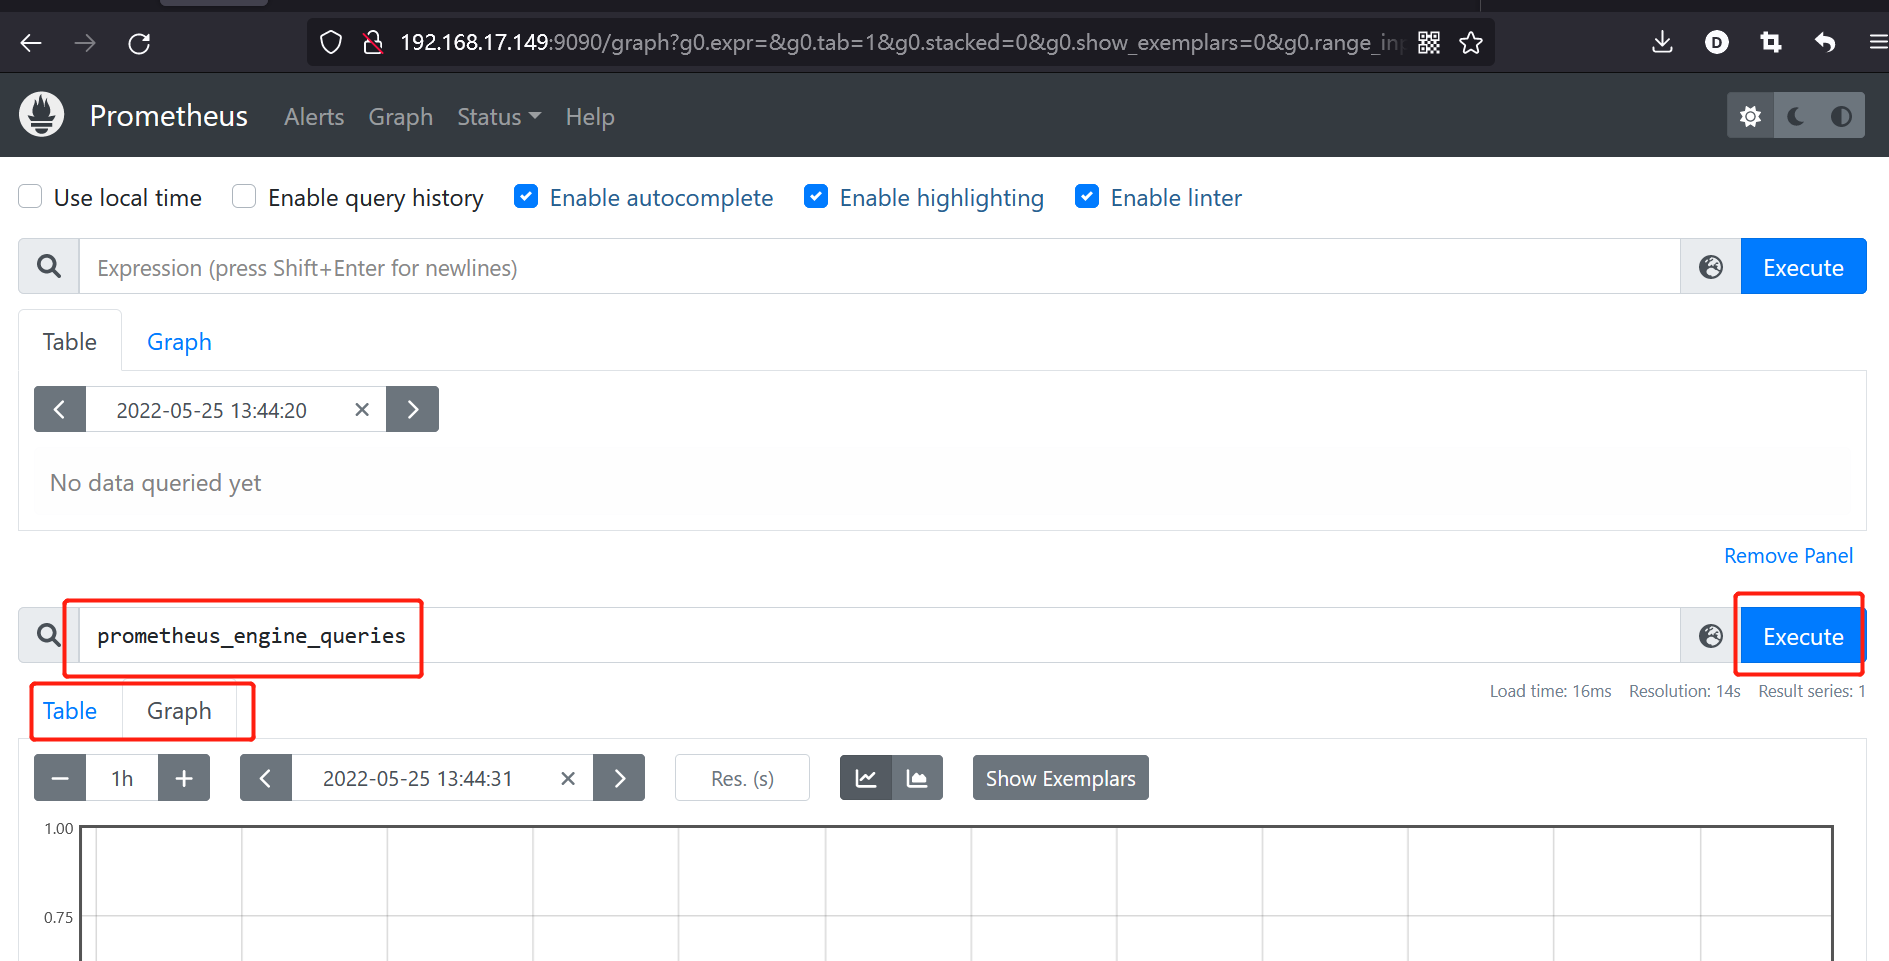 192.168.17.149:9090/graph?g0.expr=&g0.tab=1&g0.stacked=0&g0.show_exemplars=0&g0.range_inp
D
Prometheus Alerts Graph Status Help
Use local time Enable query history Enable autocomplete Enable highlighting Enable linter
Expression (press Shift+Enter for newlines) Execute
Table Graph
2022-05-25 13:44:20
No data queried yet
Remove Panel
prometheus_engine_queries Execute
Load time: 16ms Resolution: 14s Result series: 1
Table Graph
1h 2022-05-25 13:44:31 Res. (s) Show Exemplars
1.00
0.75